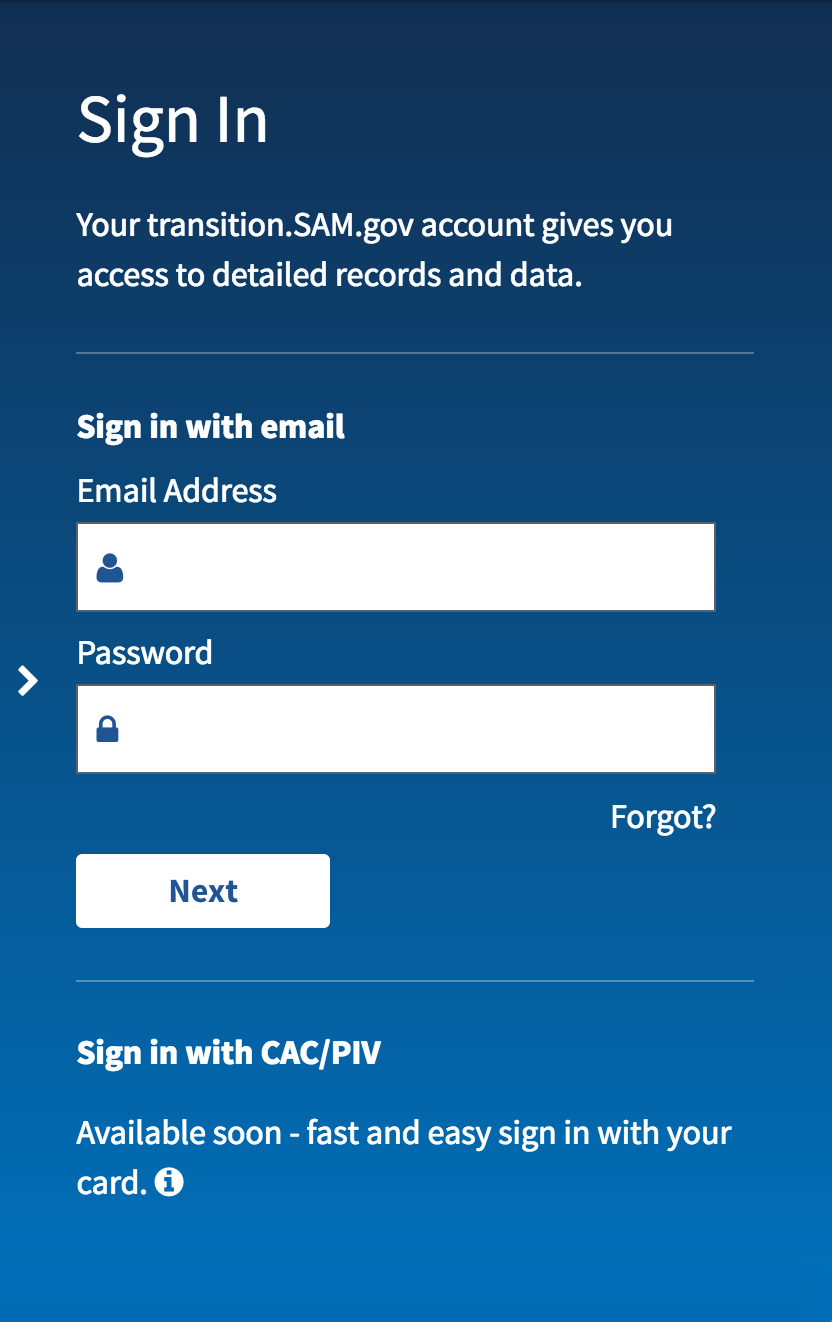 Sign In
Your transition.SAM.gov account gives you
access to detailed records and data.
Sign in with email
Email Address
Password
Forgot?
Next
Sign in with CAC/PIV
Available soon - fast and easy sign in with your
card.